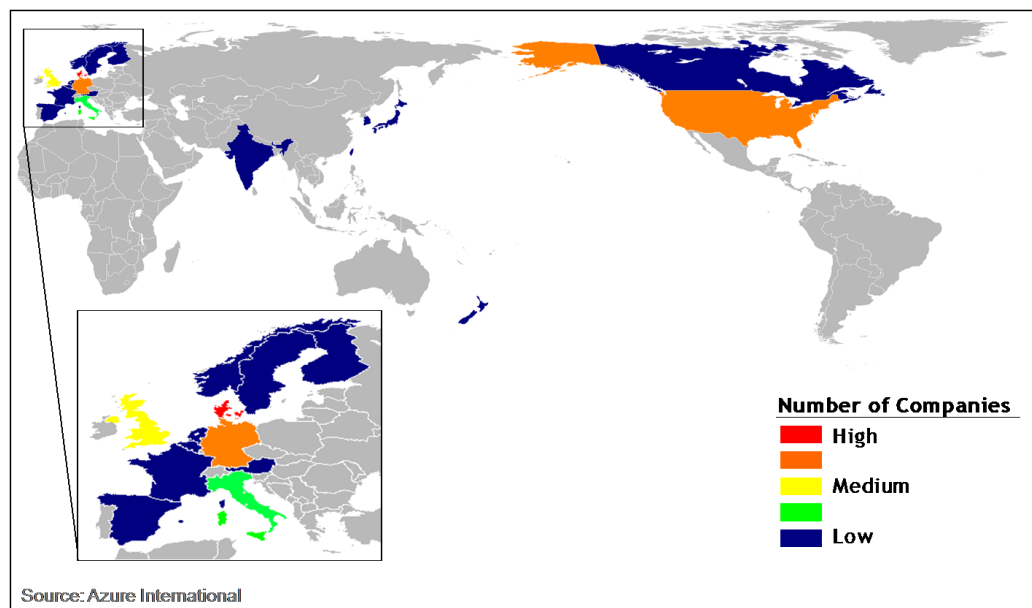 Number of Companies
High
Medium
Low
Source: Azure International